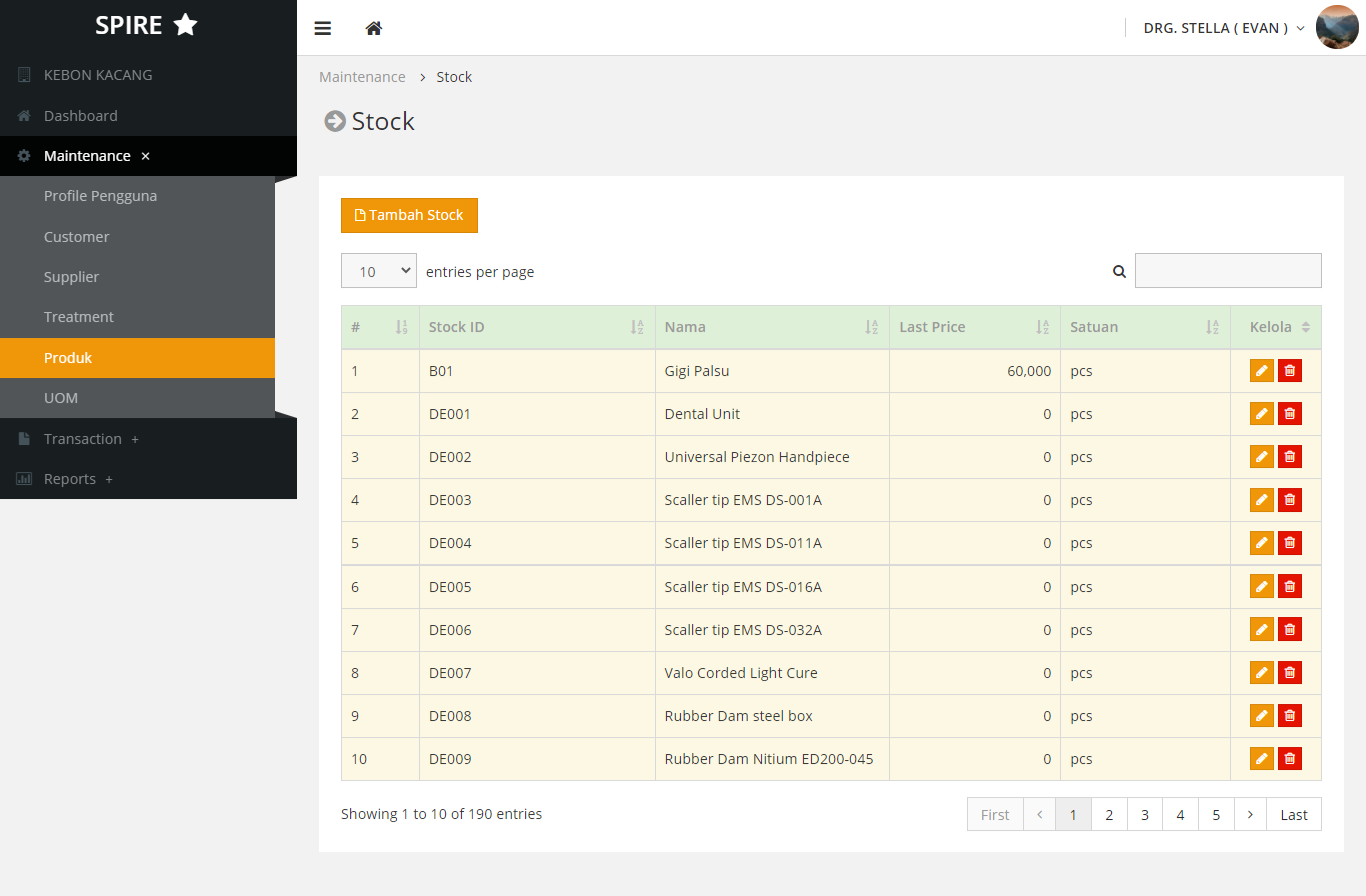 SPIRE
DRG. STELLA ( EVAN )
KEBON KACANG
Dashboard
Maintenance ×
Profile Pengguna
Customer
Supplier
Treatment
Produk
UOM
Transaction +
Reports +
Maintenance > Stock
Stock
Tambah Stock
10 entries per page
# Stock ID Nama Last Price Satuan Kelola
1 B01 Gigi Palsu 60,000 pcs
2 DE001 Dental Unit 0 pcs
3 DE002 Universal Piezon Handpiece 0 pcs
4 DE003 Scaller tip EMS DS-001A 0 pcs
5 DE004 Scaller tip EMS DS-011A 0 pcs
6 DE005 Scaller tip EMS DS-016A 0 pcs
7 DE006 Scaller tip EMS DS-032A 0 pcs
8 DE007 Valo Corded Light Cure 0 pcs
9 DE008 Rubber Dam steel box 0 pcs
10 DE009 Rubber Dam Nitium ED200-045 0 pcs
Showing 1 to 10 of 190 entries
First ‹ 1 2 3 4 5 › Last